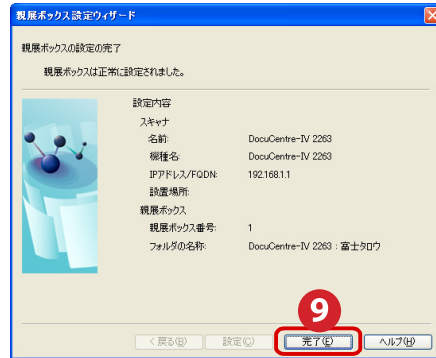 親展ボックス設定ウィザード
親展ボックスの設定の完了
親展ボックスは正常に設定されました。
設定内容
スキャナ
名前: DocuCentre-IV 2263
機種名: DocuCentre-IV 2263
IPアドレス/FQDN: 192.168.1.1
設置場所:
親展ボックス
親展ボックス番号: 1
フォルダの名称: DocuCentre-IV 2263 : 富士タロウ
9
< 戻る(B) 設定(C) 完了(E) ヘルプ(H)